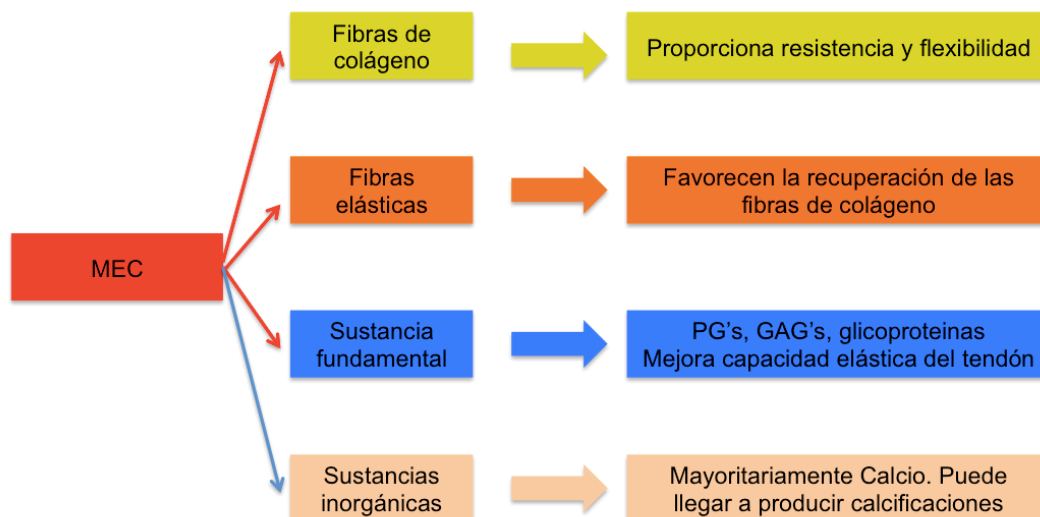 Fibras de
colágeno
Proporciona resistencia y flexibilidad
Fibras
elásticas
Favorecen la recuperación de las
fibras de colágeno
MEC
Sustancia
fundamental
PG's, GAG's, glicoproteinas
Mejora capacidad elástica del tendón
Sustancias
inorgánicas
Mayoritariamente Calcio. Puede
llegar a producir calcificaciones